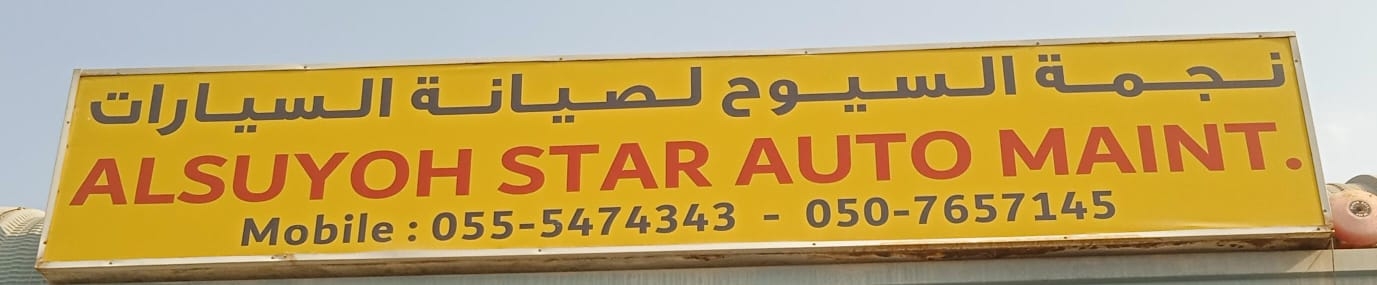 نجمة السيوح لصيانة السيارات
ALSUYOH STAR AUTO MAINT.
Mobile : 055-5474343 - 050-7657145